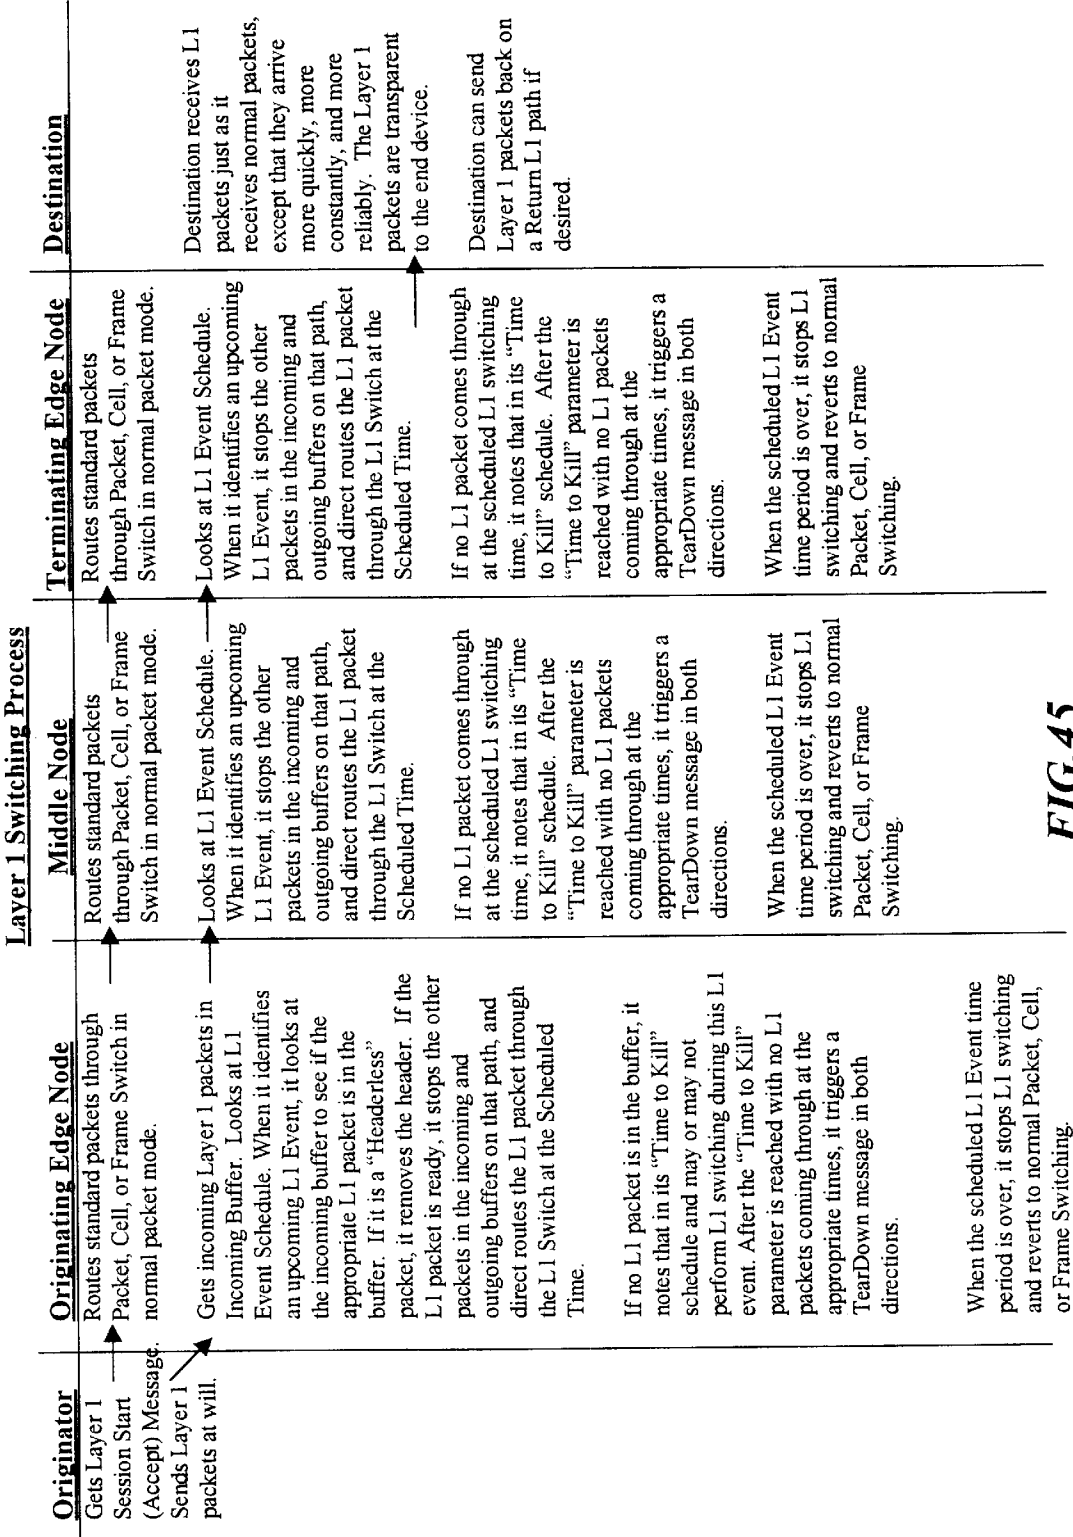 Layer 1 Switching Process
Originator
Gets Layer 1
Session Start
(Accept) Message.
Sends Layer 1
packets at will.
Originating Edge Node
Routes standard packets through
Packet, Cell, or Frame Switch in
normal packet mode.
Gets incoming Layer 1 packets in
Incoming Buffer. Looks at L1
Event Schedule. When it identifies
an upcoming L1 Event, it looks at
the incoming buffer to see if the
appropriate L1 packet is in the
buffer. If it is a “Headerless”
packet, it removes the header. If the
L1 packet is ready, it stops the other
packets in the incoming and
outgoing buffers on that path, and
direct routes the L1 packet through
the L1 Switch at the Scheduled
Time.
If no L1 packet is in the buffer, it
notes that in its “Time to Kill”
schedule and may or may not
perform L1 switching during this L1
event. After the “Time to Kill”
parameter is reached with no L1
packets coming through at the
appropriate times, it triggers a
TearDown message in both
directions.
When the scheduled L1 Event time
period is over, it stops L1 switching
and reverts to normal Packet, Cell,
or Frame Switching.
Middle Node
Routes standard packets
through Packet, Cell, or Frame
Switch in normal packet mode.
Looks at L1 Event Schedule.
When it identifies an upcoming
L1 Event, it stops the other
packets in the incoming and
outgoing buffers on that path,
and direct routes the L1 packet
through the L1 Switch at the
Scheduled Time.
If no L1 packet comes through
at the scheduled L1 switching
time, it notes that in its “Time
to Kill” schedule. After the
“Time to Kill” parameter is
reached with no L1 packets
coming through at the
appropriate times, it triggers a
TearDown message in both
directions.
When the scheduled L1 Event
time period is over, it stops L1
switching and reverts to normal
Packet, Cell, or Frame
Switching.
Terminating Edge Node
Routes standard packets
through Packet, Cell, or Frame
Switch in normal packet mode.
Looks at L1 Event Schedule.
When it identifies an upcoming
L1 Event, it stops the other
packets in the incoming and
outgoing buffers on that path,
and direct routes the L1 packet
through the L1 Switch at the
Scheduled Time.
If no L1 packet comes through
at the scheduled L1 switching
time, it notes that in its “Time
to Kill” schedule. After the
“Time to Kill” parameter is
reached with no L1 packets
coming through at the
appropriate times, it triggers a
TearDown message in both
directions.
When the scheduled L1 Event
time period is over, it stops L1
switching and reverts to normal
Packet, Cell, or Frame
Switching.
Destination
Destination receives L1
packets just as it
receives normal packets,
except that they arrive
more quickly, more
constantly, and more
reliably. The Layer 1
packets are transparent
to the end device.
Destination can send
Layer 1 packets back on
a Return L1 path if
desired.
FIG.45